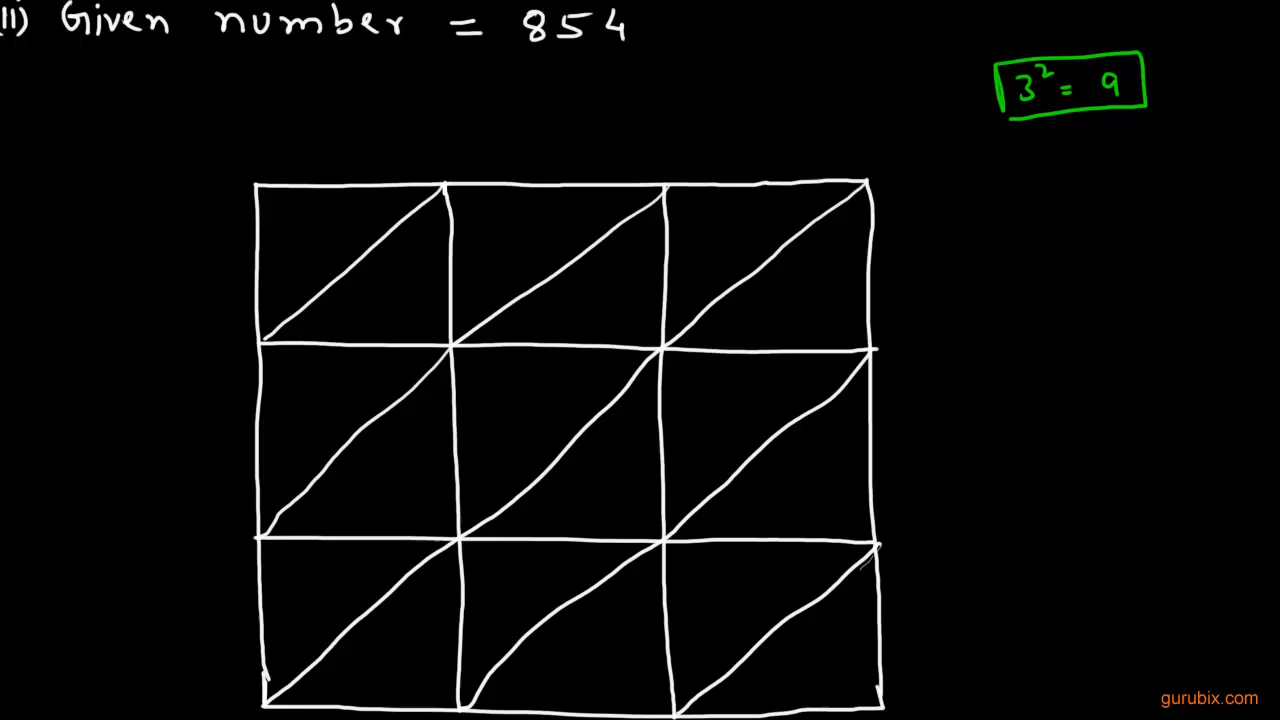 (ii) Given number = 854
3² = 9
gurubix.com